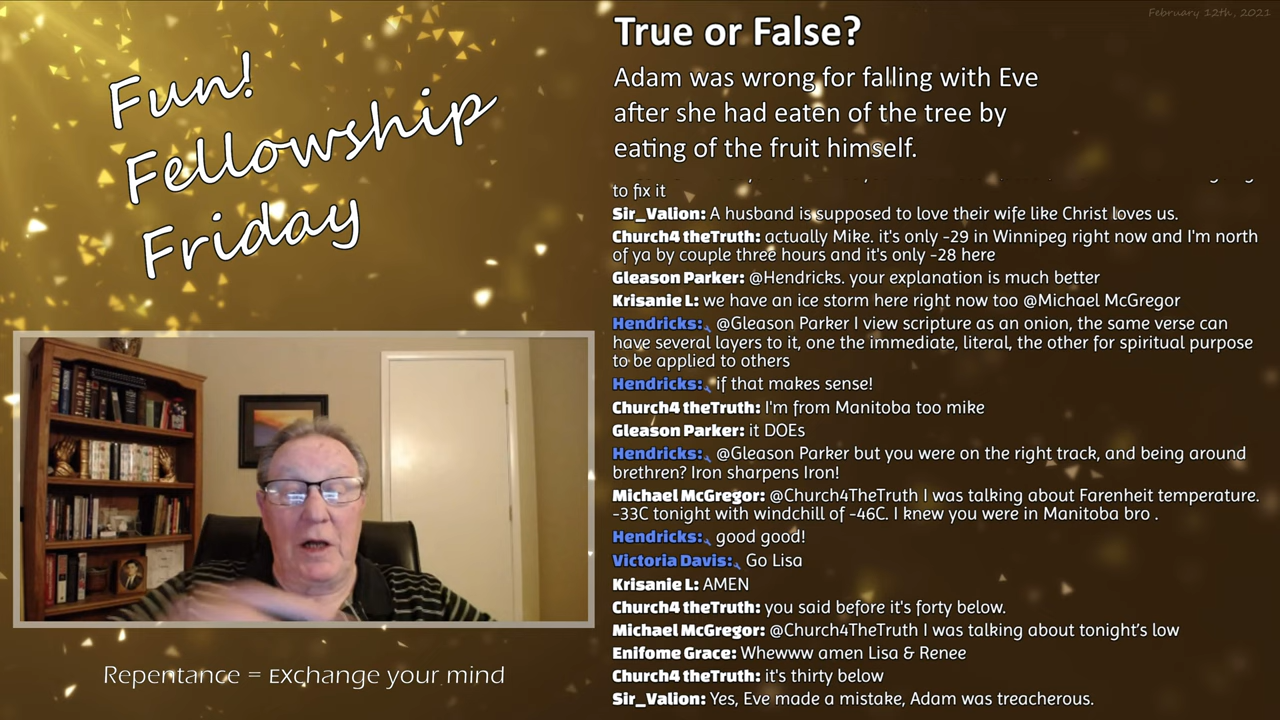 February 12th, 2021
Fun!
Fellowship
Friday
True or False?
Adam was wrong for falling with Eve
after she had eaten of the tree by
eating of the fruit himself.
to fix it
Sir_Valion: A husband is supposed to love their wife like Christ loves us.
Church4 theTruth: actually Mike. it's only -29 in Winnipeg right now and I'm north
of ya by couple three hours and it's only -28 here
Gleason Parker: @Hendricks. your explanation is much better
Krisanie L: we have an ice storm here right now too @Michael McGregor
Hendricks: @Gleason Parker I view scripture as an onion, the same verse can
have several layers to it, one the immediate, literal, the other for spiritual purpose
to be applied to others
Hendricks: if that makes sense!
Church4 theTruth: I'm from Manitoba too mike
Gleason Parker: it DOEs
Hendricks: @Gleason Parker but you were on the right track, and being around
brethren? Iron sharpens Iron!
Michael McGregor: @Church4TheTruth I was talking about Farenheit temperature.
-33C tonight with windchill of -46C. I knew you were in Manitoba bro .
Hendricks: good good!
Victoria Davis: Go Lisa
Krisanie L: AMEN
Church4 theTruth: you said before it's forty below.
Michael McGregor: @Church4TheTruth I was talking about tonight's low
Enifome Grace: Whewww amen Lisa & Renee
Church4 theTruth: it's thirty below
Sir_Valion: Yes, Eve made a mistake, Adam was treacherous.
Repentance = EXchange your mind